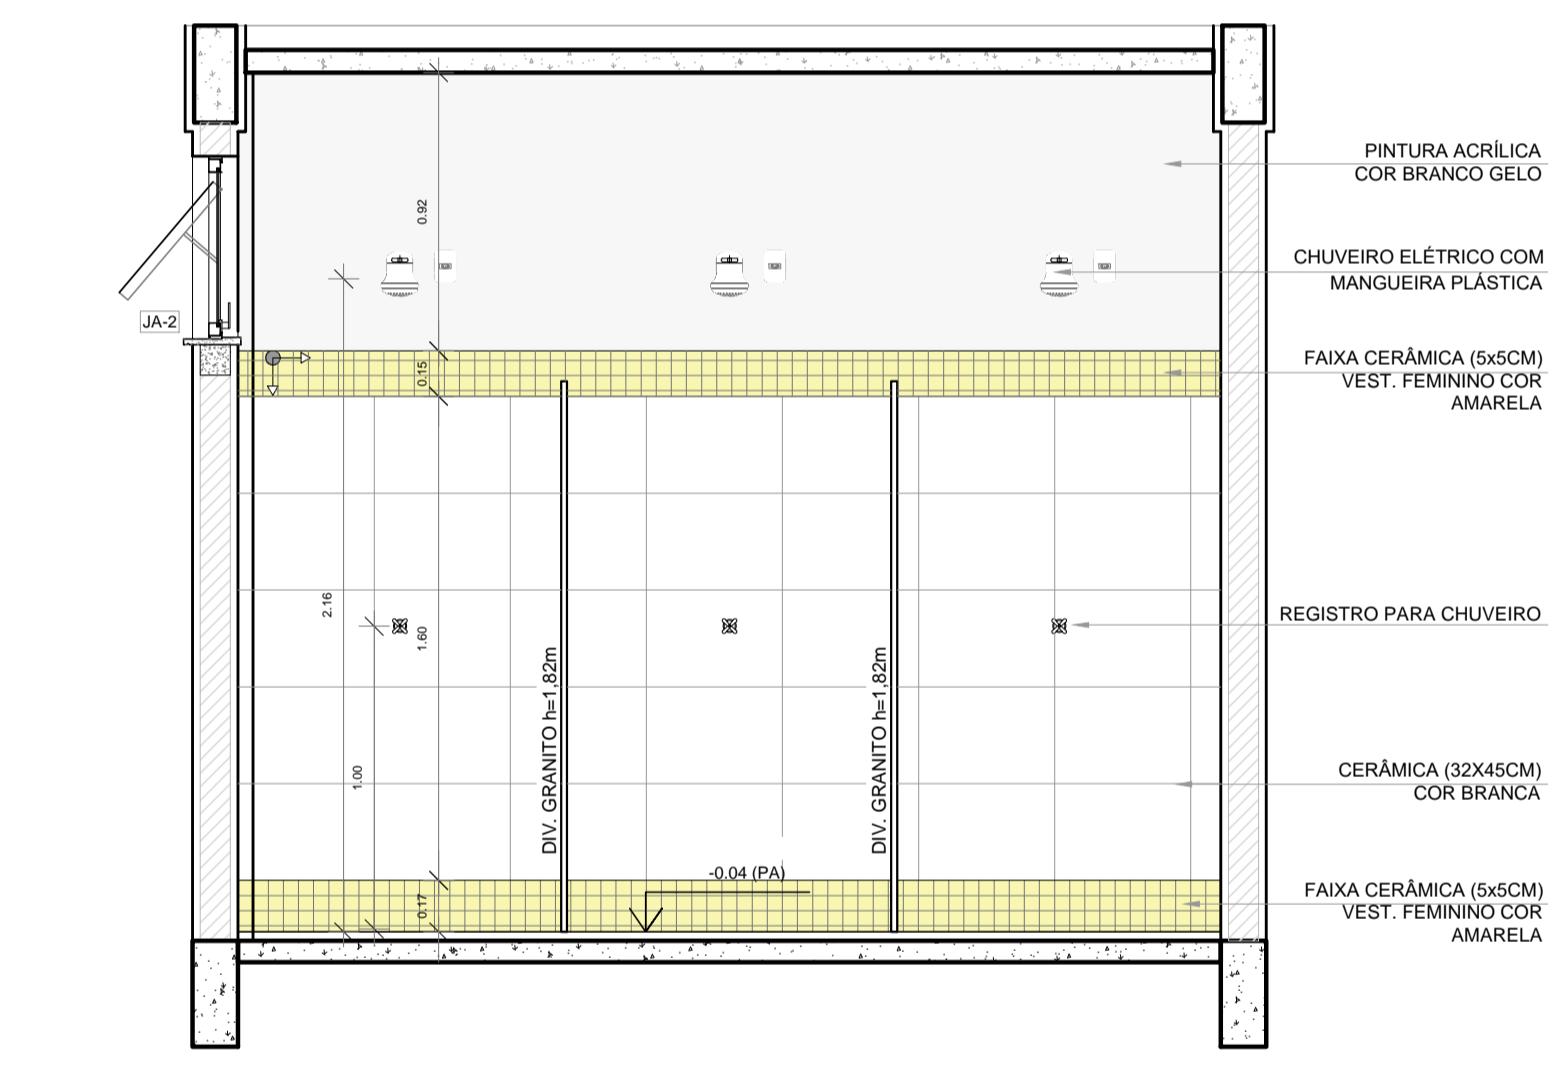 PINTURA ACRÍLICA
COR BRANCO GELO
0.92
CHUVEIRO ELÉTRICO COM
MANGUEIRA PLÁSTICA
JA-2
FAIXA CERÂMICA (5x5CM)
VEST. FEMININO COR
AMARELA
0.15
2.16
1.60
REGISTRO PARA CHUVEIRO
DIV. GRANITO h=1,82m
DIV. GRANITO h=1,82m
1.00
CERÂMICA (32X45CM)
COR BRANCA
-0.04 (PA)
0.17
FAIXA CERÂMICA (5x5CM)
VEST. FEMININO COR
AMARELA